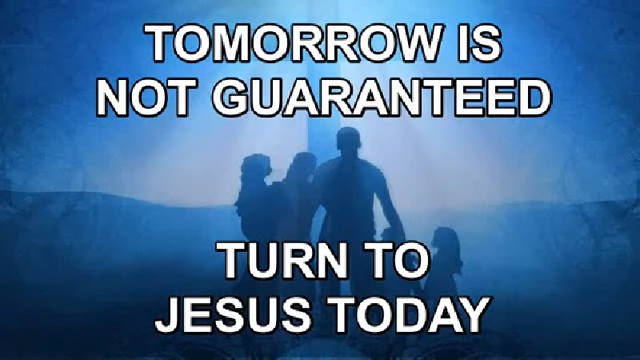 TOMORROW IS
NOT GUARANTEED
TURN TO
JESUS TODAY